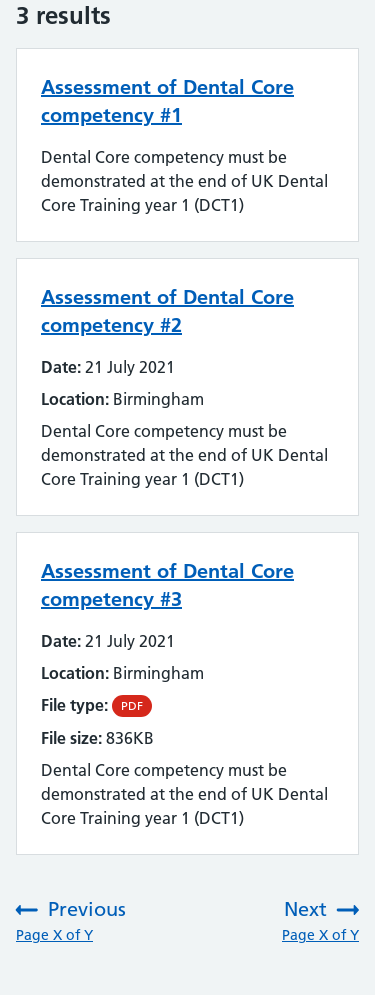 3 results
Assessment of Dental Core
competency #1
Dental Core competency must be
demonstrated at the end of UK Dental
Core Training year 1 (DCT1)
Assessment of Dental Core
competency #2
Date: 21 July 2021
Location: Birmingham
Dental Core competency must be
demonstrated at the end of UK Dental
Core Training year 1 (DCT1)
Assessment of Dental Core
competency #3
Date: 21 July 2021
Location: Birmingham
File type: PDF
File size: 836KB
Dental Core competency must be
demonstrated at the end of UK Dental
Core Training year 1 (DCT1)
Previous
Page X of Y
Next
Page X of Y